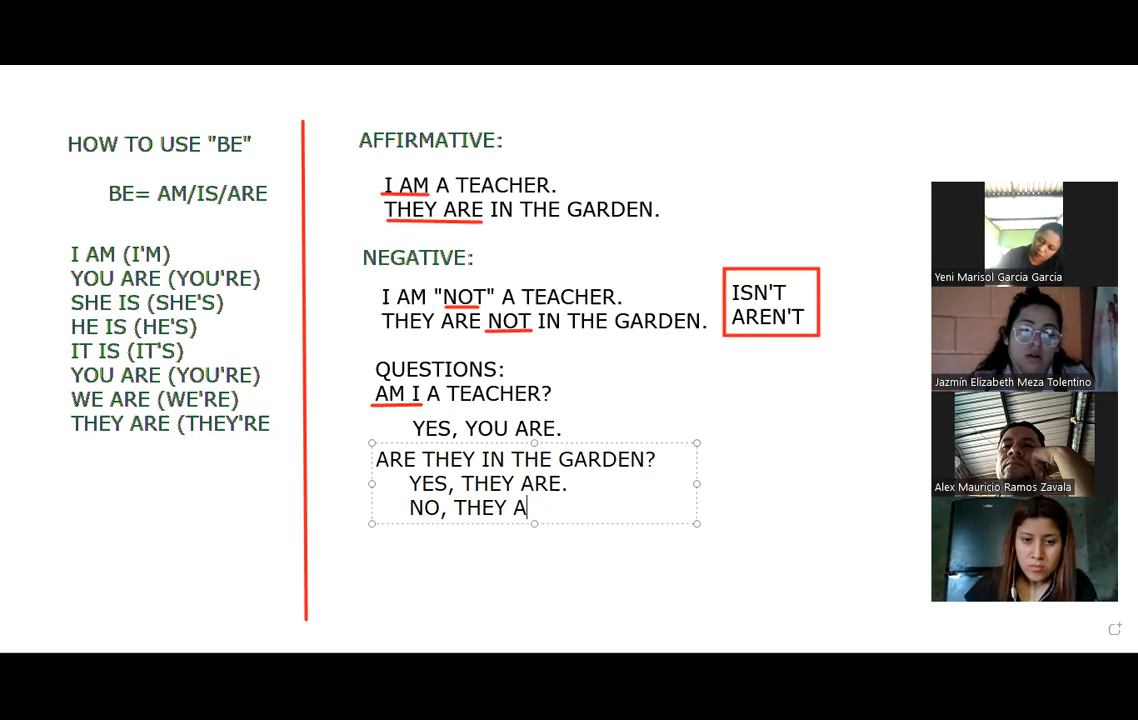 HOW TO USE "BE"
BE= AM/IS/ARE
I AM (I'M)
YOU ARE (YOU'RE)
SHE IS (SHE'S)
HE IS (HE'S)
IT IS (IT'S)
YOU ARE (YOU'RE)
WE ARE (WE'RE)
THEY ARE (THEY'RE
AFFIRMATIVE:
I AM A TEACHER.
THEY ARE IN THE GARDEN.
NEGATIVE:
I AM "NOT" A TEACHER.
THEY ARE NOT IN THE GARDEN.
ISN'T
AREN'T
QUESTIONS:
AM I A TEACHER?
YES, YOU ARE.
ARE THEY IN THE GARDEN?
YES, THEY ARE.
NO, THEY A
Yeni Marisol Garcia Garcia
Jazmín Elizabeth Meza Tolentino
Alex Mauricio Ramos Zavala